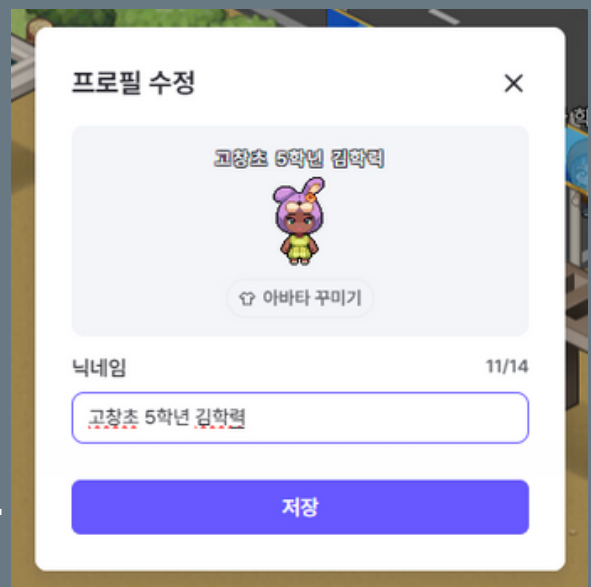 프로필 수정
고창초 5학년 김학력
아바타 꾸미기
닉네임 11/14
고창초 5학년 김학력
저장